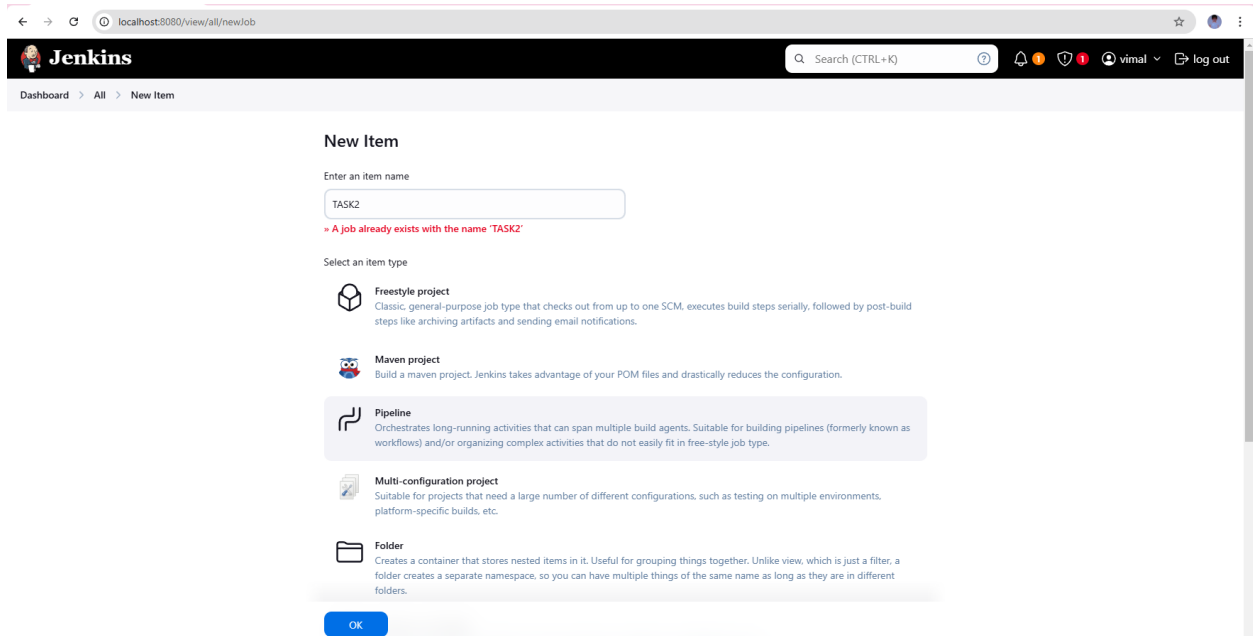 localhost:8080/view/all/newJob
Jenkins
Search (CTRL+K)
1
1
vimal
log out
Dashboard > All > New Item
New Item
Enter an item name
TASK2
» A job already exists with the name ‘TASK2’
Select an item type
Freestyle project
Classic, general-purpose job type that checks out from up to one SCM, executes build steps serially, followed by post-build
steps like archiving artifacts and sending email notifications.
Maven project
Build a maven project. Jenkins takes advantage of your POM files and drastically reduces the configuration.
Pipeline
Orchestrates long-running activities that can span multiple build agents. Suitable for building pipelines (formerly known as
workflows) and/or organizing complex activities that do not easily fit in free-style job type.
Multi-configuration project
Suitable for projects that need a large number of different configurations, such as testing on multiple environments,
platform-specific builds, etc.
Folder
Creates a container that stores nested items in it. Useful for grouping things together. Unlike view, which is just a filter, a
folder creates a separate namespace, so you can have multiple things of the same name as long as they are in different
folders.
OK